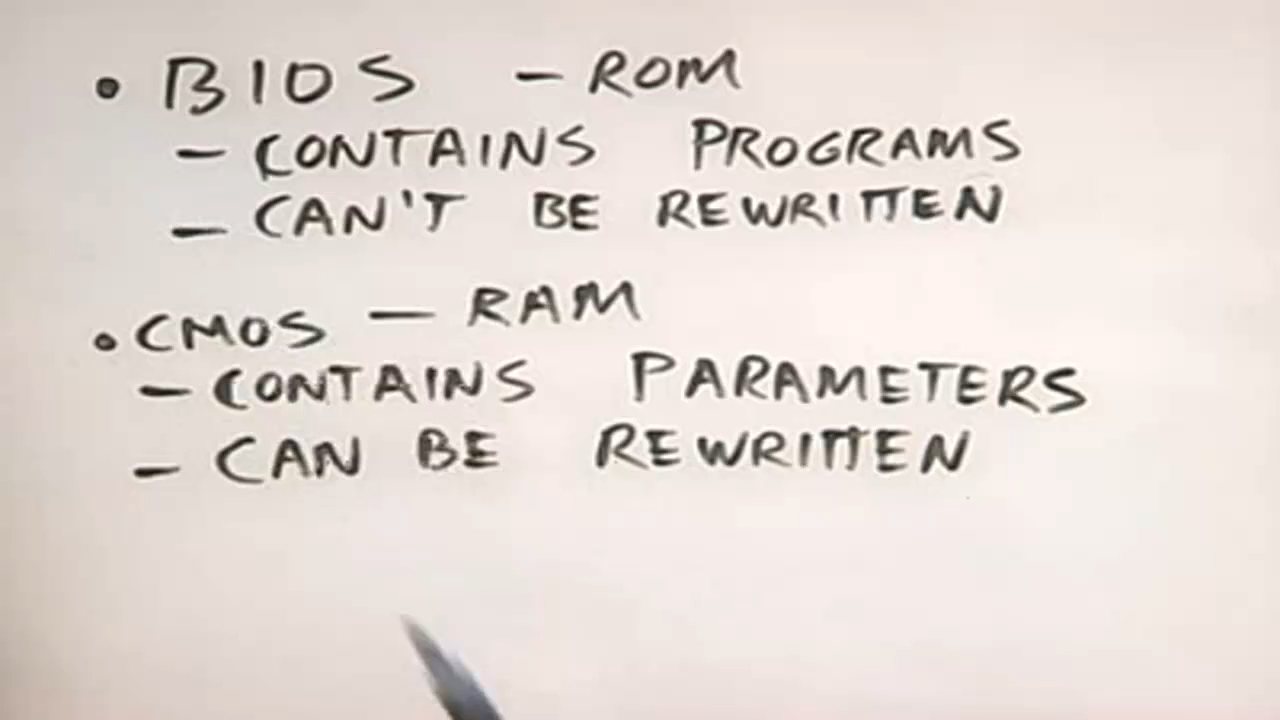 • BIOS - ROM
- CONTAINS PROGRAMS
- CAN'T BE REWRITTEN
• CMOS - RAM
- CONTAINS PARAMETERS
- CAN BE REWRITTEN